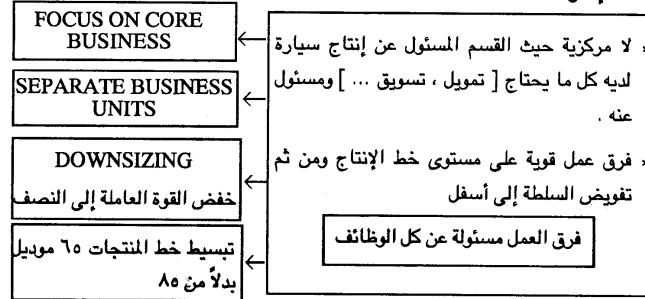 * لا مركزية حيث القسم المسئول عن إنتاج سيارة
لديه كل ما يحتاج [ تمويل ، تسويق ... ] ومسئول
عنه .
* فرق عمل قوية على مستوى خط الإنتاج ومن ثم
تفويض السلطة إلى أسفل
فرق العمل مسئولة عن كل الوظائف
FOCUS ON CORE
BUSINESS
SEPARATE BUSINESS
UNITS
DOWNSIZING
خفض القوة العاملة إلى النصف
تبسيط خط المنتجات ٦٥ موديل
بدلاً من ٨٥